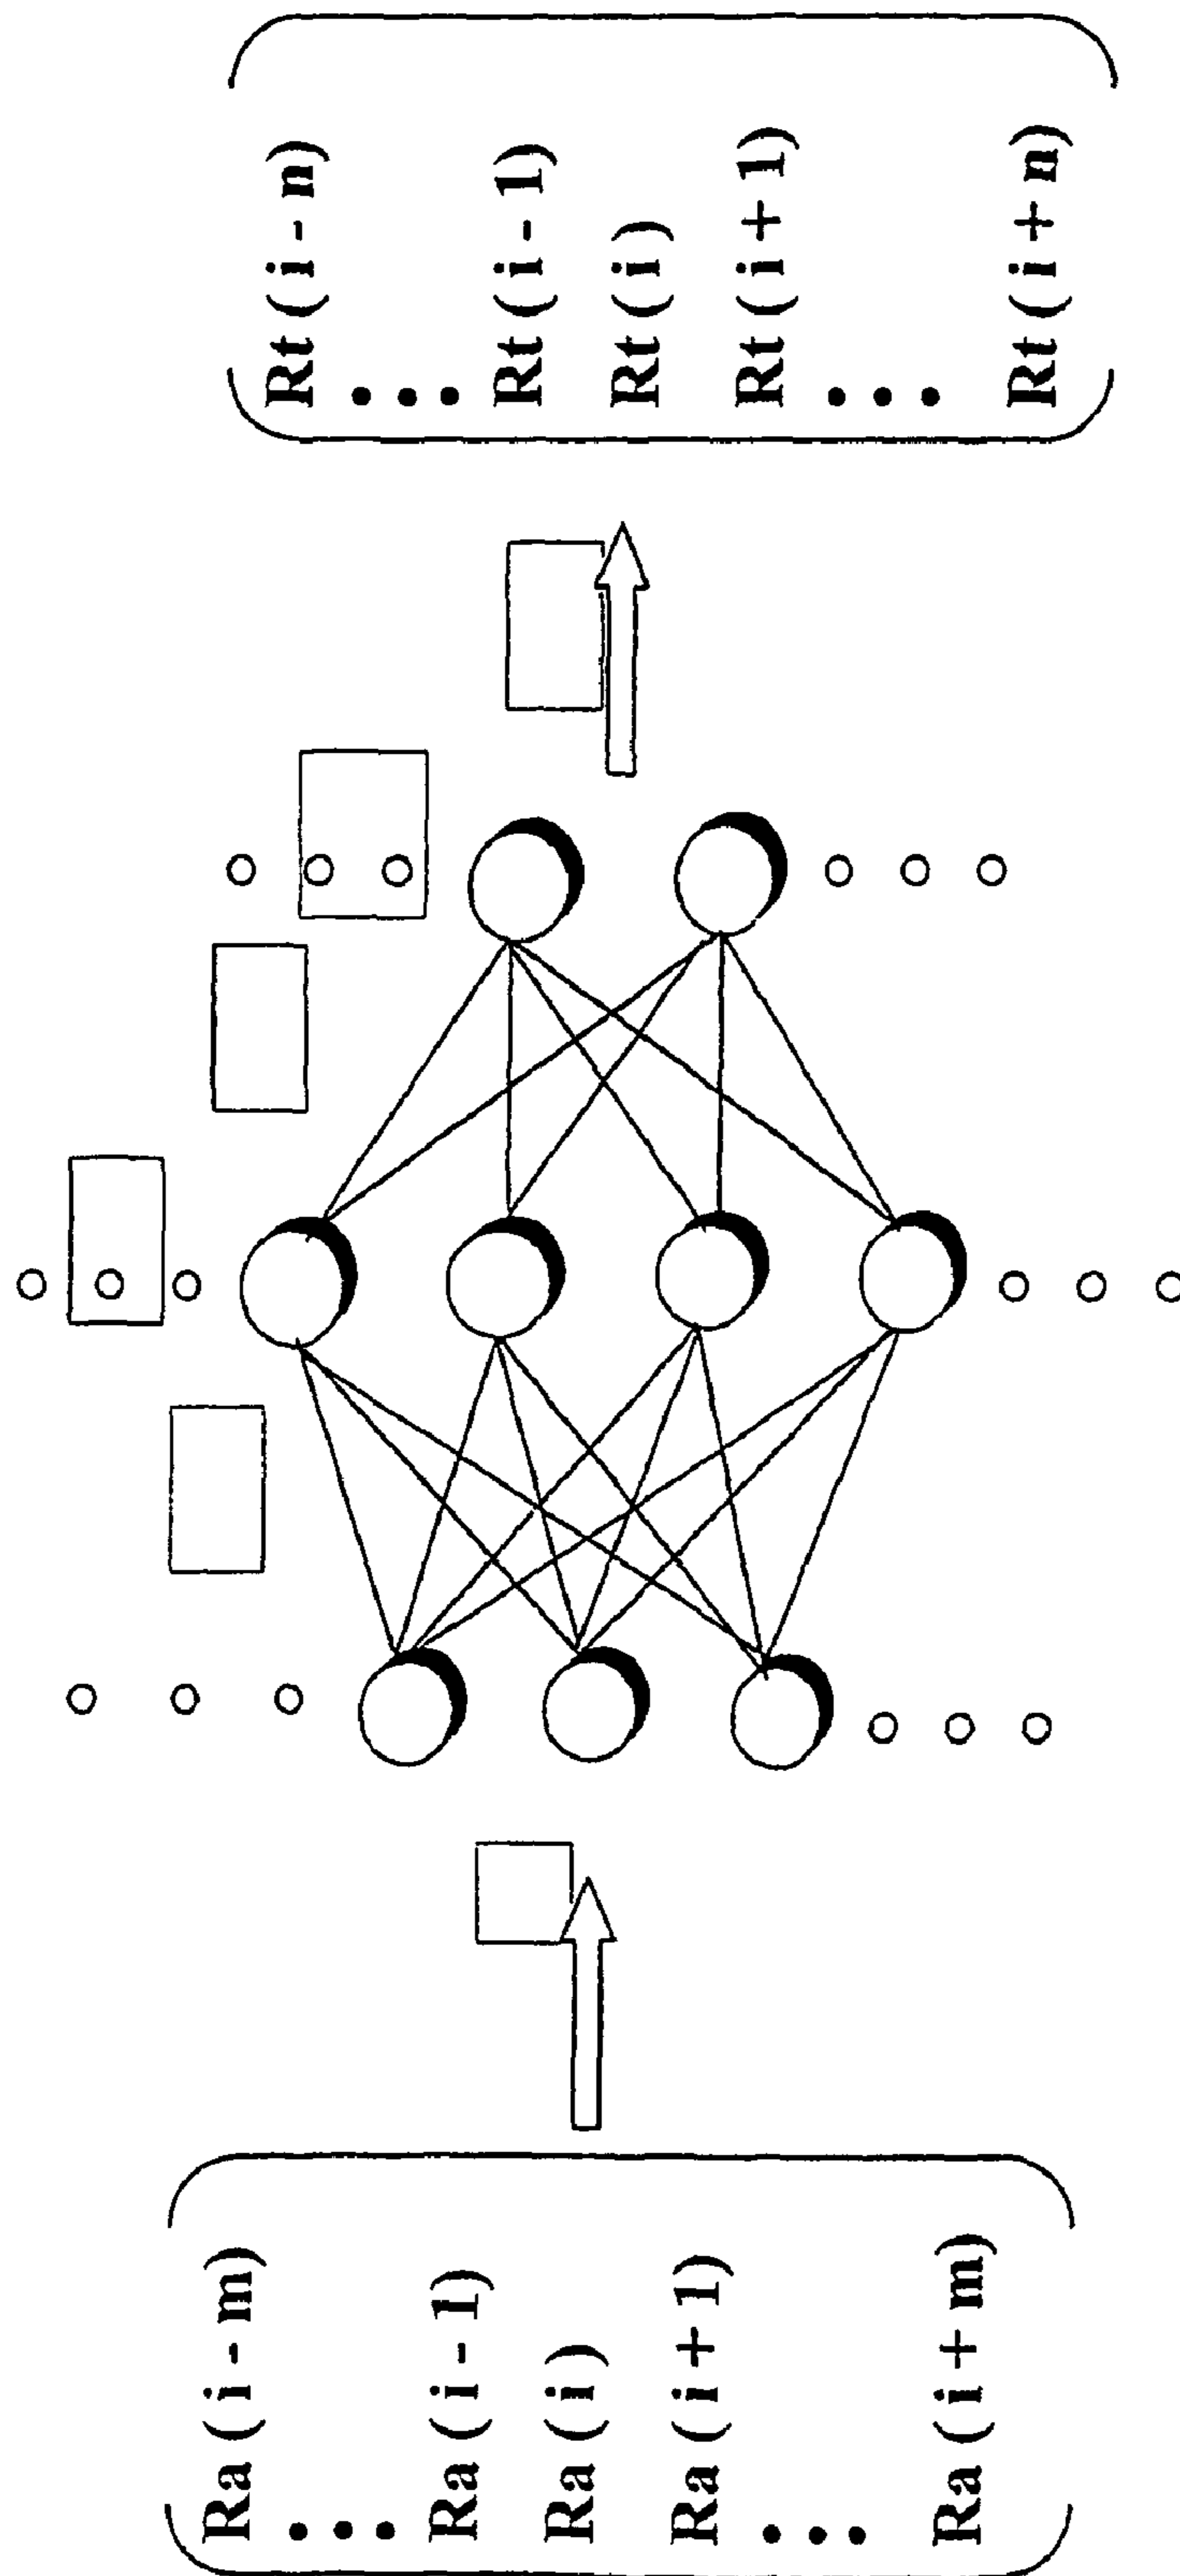 Ra ( i - m )
• • •
Ra ( i - 1 )
Ra ( i )
Ra ( i + 1 )
• • •
Ra ( i + m )
Rt ( i - n )
• • •
Rt ( i - 1 )
Rt ( i )
Rt ( i + 1 )
• • •
Rt ( i + n )